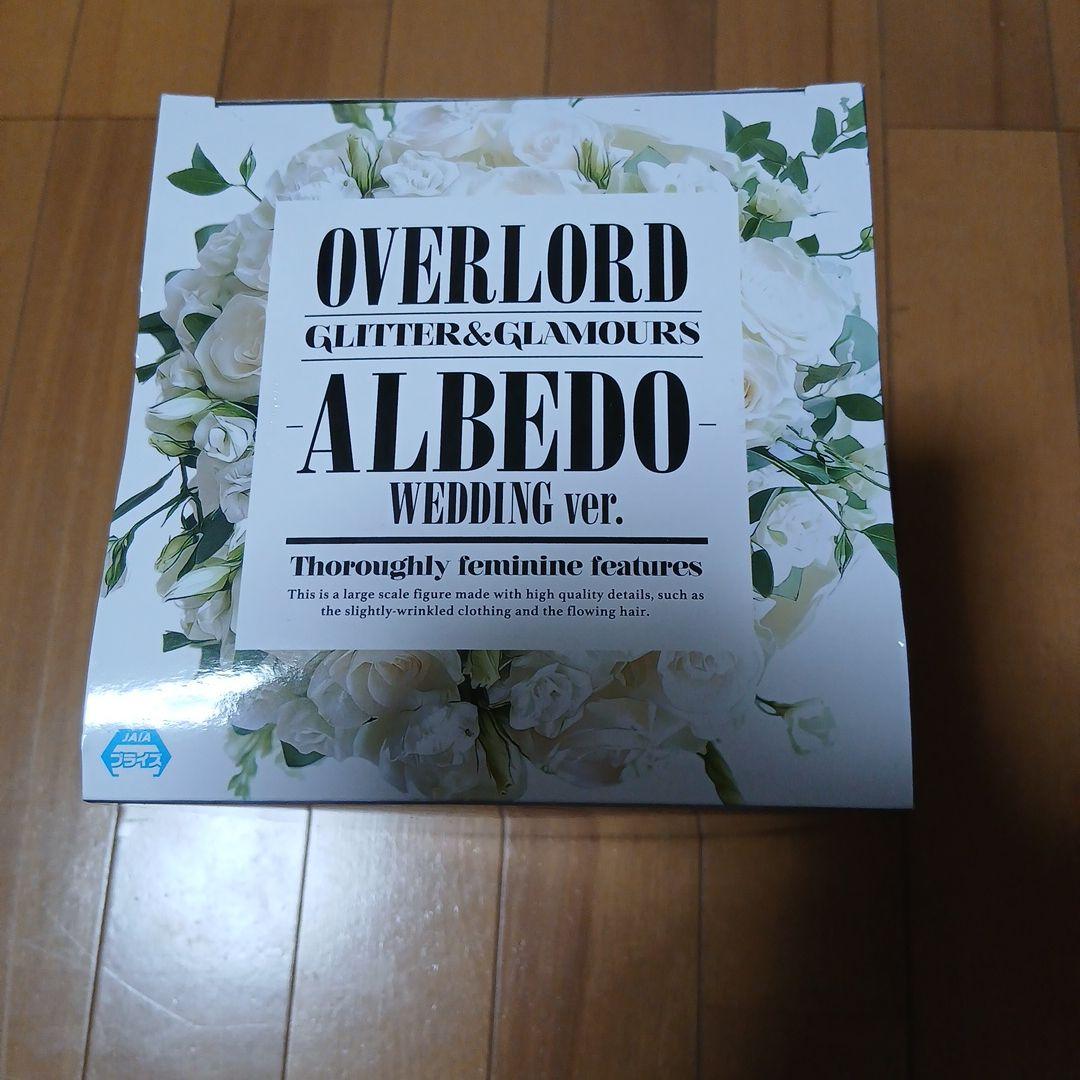 OVERLORD
GLITTER&GLAMOURS
-ALBEDO-
WEDDING ver.
Thoroughly feminine features
This is a large scale figure made with high quality details, such as
the slightly-wrinkled clothing and the flowing hair.
JAIA
プライズ